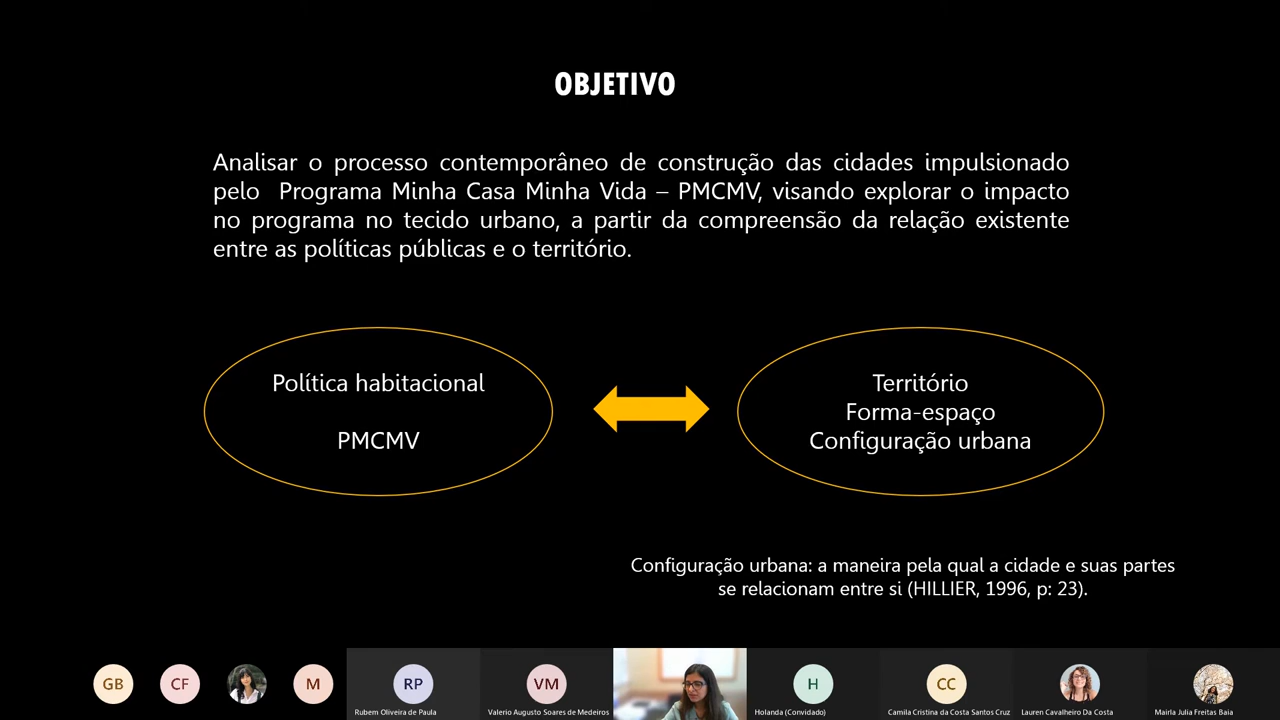 OBJETIVO
Analisar o processo contemporâneo de construção das cidades impulsionado
pelo Programa Minha Casa Minha Vida – PMCMV, visando explorar o impacto
no programa no tecido urbano, a partir da compreensão da relação existente
entre as políticas públicas e o território.
Política habitacional
PMCMV
Território
Forma-espaço
Configuração urbana
Configuração urbana: a maneira pela qual a cidade e suas partes
se relacionam entre si (HILLIER, 1996, p: 23).
GB
CF
M
RP
Rubem Oliveira de Paula
VM
Valerio Augusto Soares de Medeiros
H
Holanda (Convidado)
CC
Camila Cristina da Costa Santos Cruz
Lauren Cavalheiro Da Costa
Mairla Julia Freitas Baia